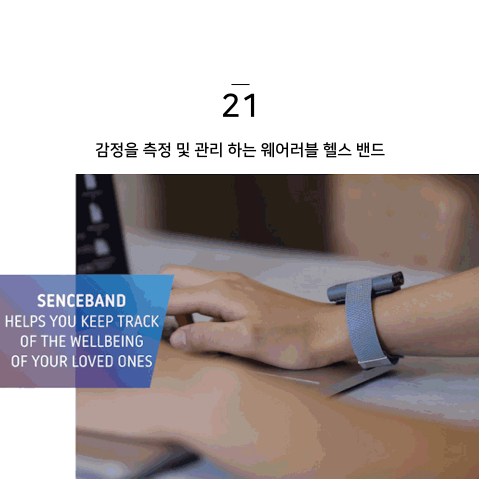 21
감정을 측정 및 관리 하는 웨어러블 헬스 밴드
SENCEBAND
HELPS YOU KEEP TRACK
OF THE WELLBEING
OF YOUR LOVED ONES